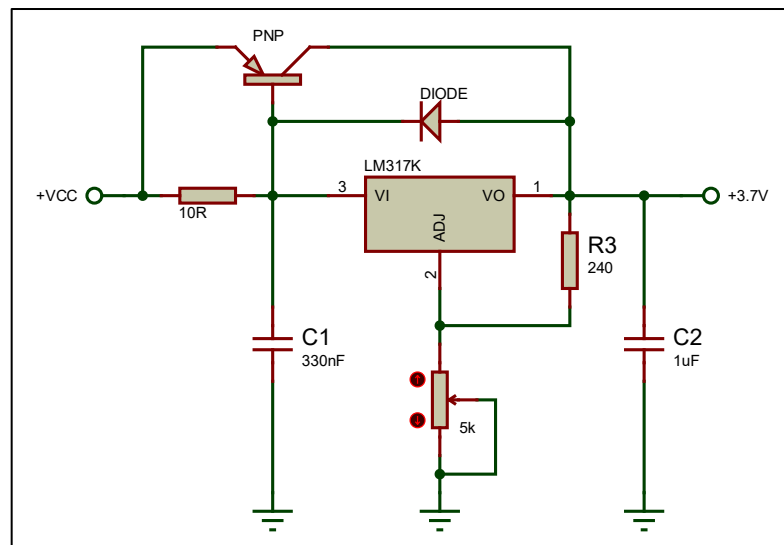 PNP
DIODE
LM317K
+VCC
10R
3
VI
VO
1
+3.7V
ADJ
2
R3
240
C1
330nF
C2
1uF
5k